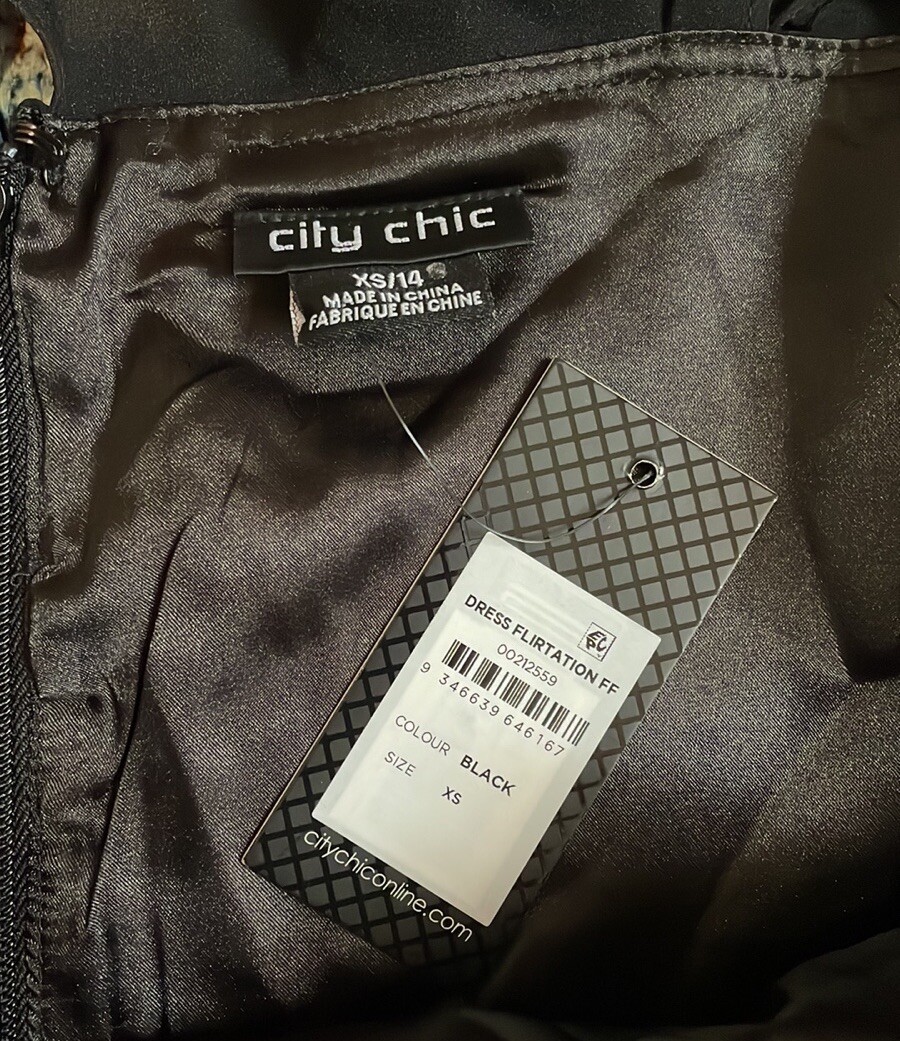 city chic
XS/14
MADE IN CHINA
FABRIQUE EN CHINE
DRESS FLIRTATION FF
00212559
9 346639 646167
COLOUR BLACK
SIZE XS
citychiconline.com